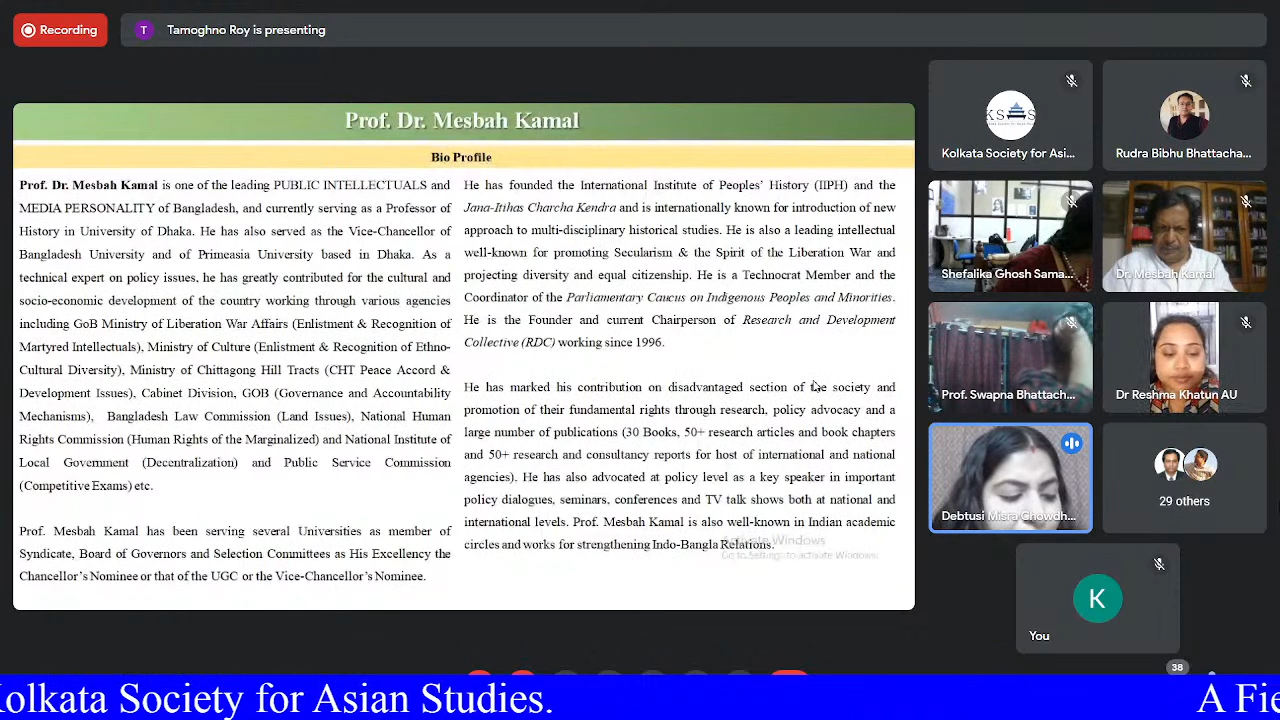 Recording
T
Tamoghno Roy is presenting
Prof. Dr. Mesbah Kamal
Bio Profile
Prof. Dr. Mesbah Kamal is one of the leading PUBLIC INTELLECTUALS and
MEDIA PERSONALITY of Bangladesh, and currently serving as a Professor of
History in University of Dhaka. He has also served as the Vice-Chancellor of
Bangladesh University and of Primeasia University based in Dhaka. As a
technical expert on policy issues, he has greatly contributed for the cultural and
socio-economic development of the country working through various agencies
including GoB Ministry of Liberation War Affairs (Enlistment & Recognition of
Martyred Intellectuals), Ministry of Culture (Enlistment & Recognition of Ethno-
Cultural Diversity), Ministry of Chittagong Hill Tracts (CHT Peace Accord &
Development Issues), Cabinet Division, GOB (Governance and Accountability
Mechanisms), Bangladesh Law Commission (Land Issues), National Human
Rights Commission (Human Rights of the Marginalized) and National Institute of
Local Government (Decentralization) and Public Service Commission
(Competitive Exams) etc.
Prof. Mesbah Kamal has been serving several Universities as member of
Syndicate, Board of Governors and Selection Committees as His Excellency the
Chancellor's Nominee or that of the UGC or the Vice-Chancellor's Nominee.
He has founded the International Institute of Peoples' History (IIPH) and the
Jana-Itihas Charcha Kendra and is internationally known for introduction of new
approach to multi-disciplinary historical studies. He is also a leading intellectual
well-known for promoting Secularism & the Spirit of the Liberation War and
projecting diversity and equal citizenship. He is a Technocrat Member and the
Coordinator of the Parliamentary Caucus on Indigenous Peoples and Minorities.
He is the Founder and current Chairperson of Research and Development
Collective (RDC) working since 1996.
He has marked his contribution on disadvantaged section of the society and
promotion of their fundamental rights through research, policy advocacy and a
large number of publications (30 Books, 50+ research articles and book chapters
and 50+ research and consultancy reports for host of international and national
agencies). He has also advocated at policy level as a key speaker in important
policy dialogues, seminars, conferences and TV talk shows both at national and
international levels. Prof. Mesbah Kamal is also well-known in Indian academic
circles and works for strengthening Indo-Bangla Relations.
Activate Windows
Go to Settings to activate Windows.
KSAS
Kolkata Society for Asi...
Rudra Bibhu Bhattacha...
Shefalika Ghosh Sama...
Dr. Mesbah Kamal
Prof. Swapna Bhattach...
Dr Reshma Khatun AU
Debtusi Misra Chowdh...
29 others
K
You
38
Kolkata Society for Asian Studies.
A Fie